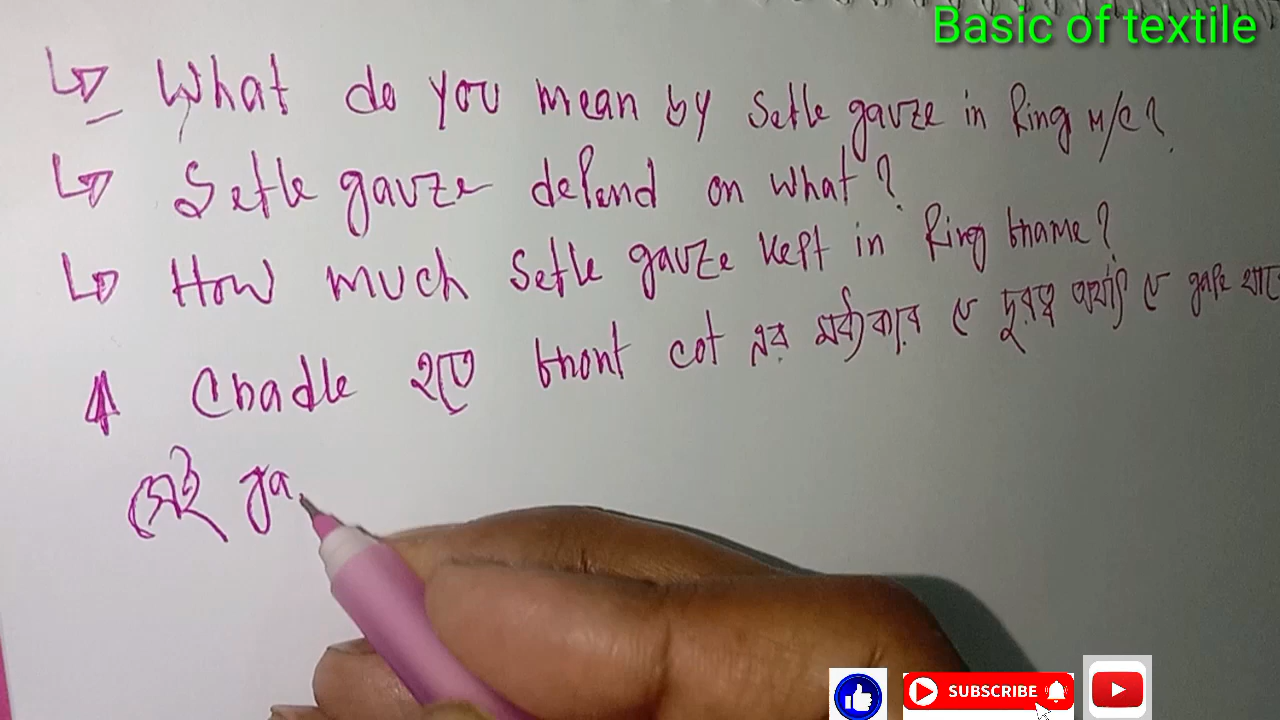 Basic of textile
What do you mean by Setle gauze in Ring M/C?
Setle gauze depend on what?
How much Setle gauze kept in Ring frame?
Cradle হতে front cot এর মধ্যকার যে দূরত্ব অর্থাৎ যে gape থাকে
সেই ga
SUBSCRIBE